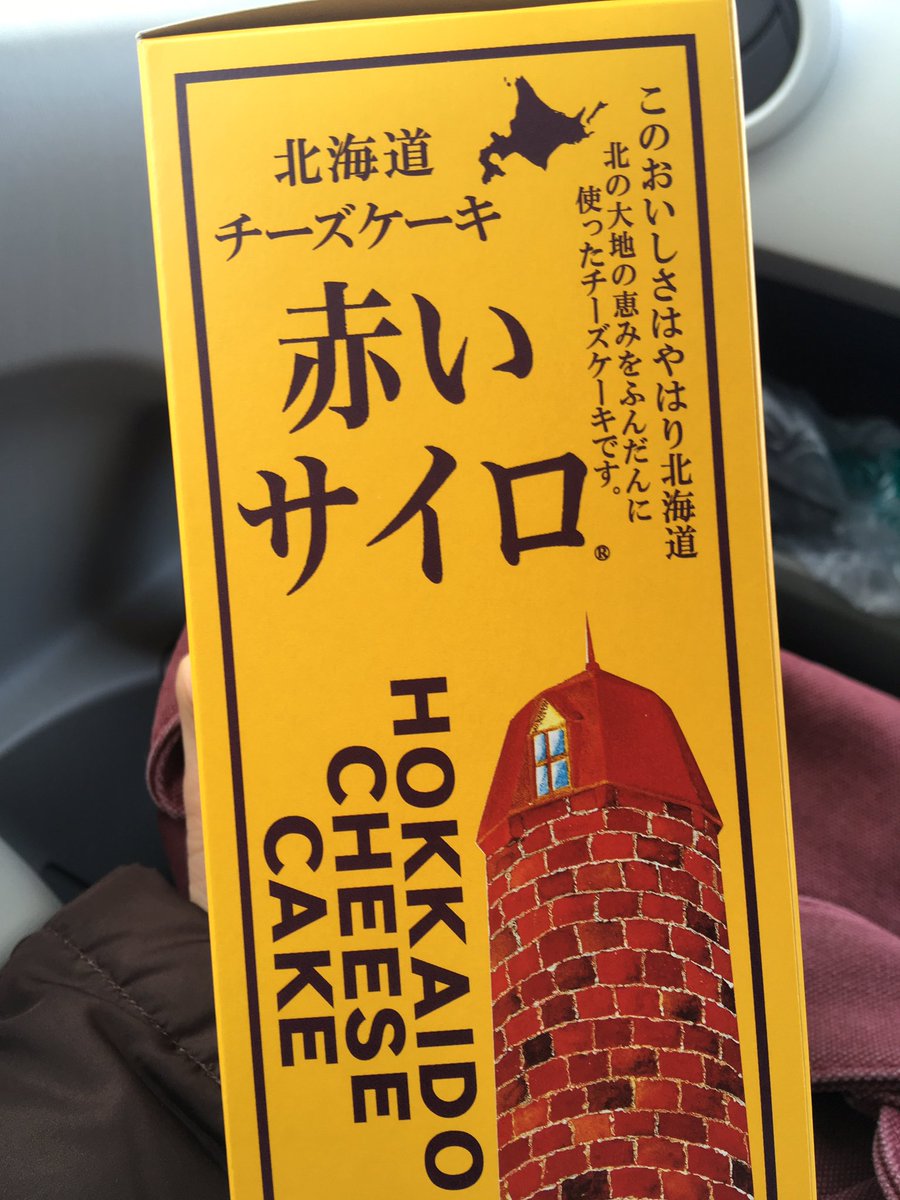 このおいしさはやはり北海道
北の大地の恵みをふんだんに
使ったチーズケーキです。
北海道
チーズケーキ
赤い
サイロ®
HOKKAIDO
CHEESE
CAKE